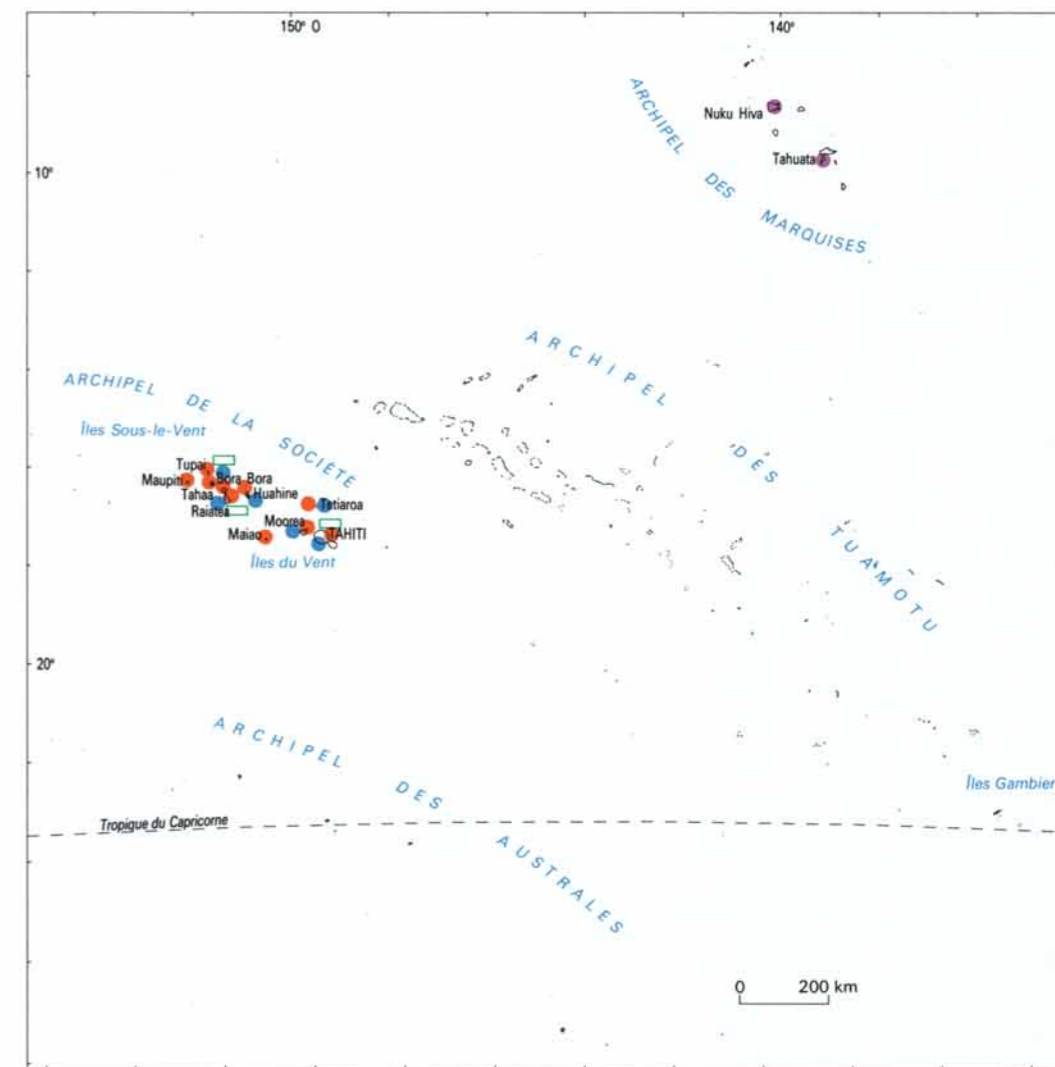 150° O
140°
ARCHIPEL DES MARQUISES
Nuku Hiva
Tahuata
10°
ARCHIPEL DES TUAMOTU
ARCHIPEL DE LA SOCIÉTÉ
Îles Sous-le-Vent
Tupai
Maupiti
Bora Bora
Tahaa
Huahine
Raiatea
Tetiaroa
Moorea
Maiao
TAHITI
Îles du Vent
20°
ARCHIPEL DES AUSTRALES
Îles Gambier
Tropique du Capricorne
0 200 km